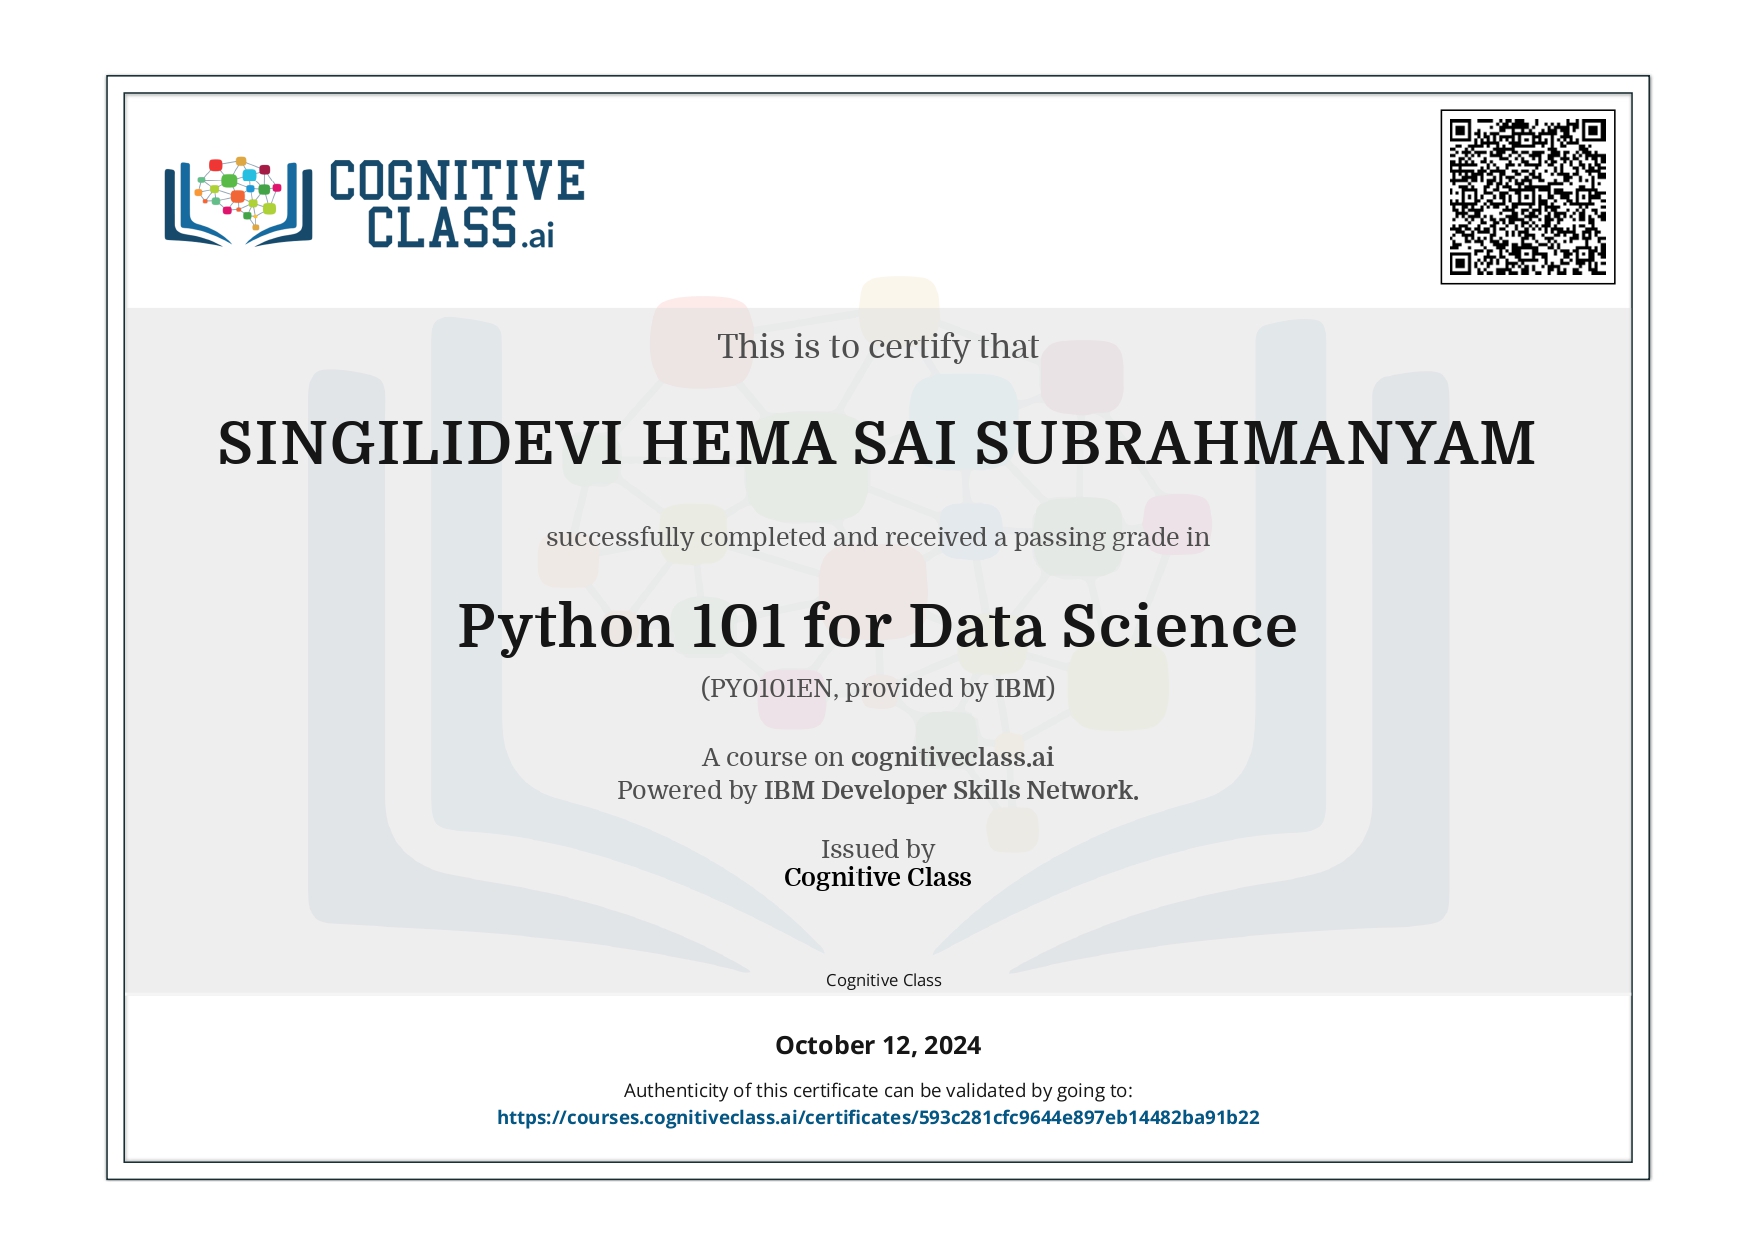 COGNITIVE
CLASS.ai
This is to certify that
SINGILIDEVI HEMA SAI SUBRAHMANYAM
successfully completed and received a passing grade in
Python 101 for Data Science
(PY0101EN, provided by IBM)
A course on cognitiveclass.ai
Powered by IBM Developer Skills Network.
Issued by
Cognitive Class
Cognitive Class
October 12, 2024
Authenticity of this certificate can be validated by going to:
https://courses.cognitiveclass.ai/certificates/593c281cfc9644e897eb14482ba91b22